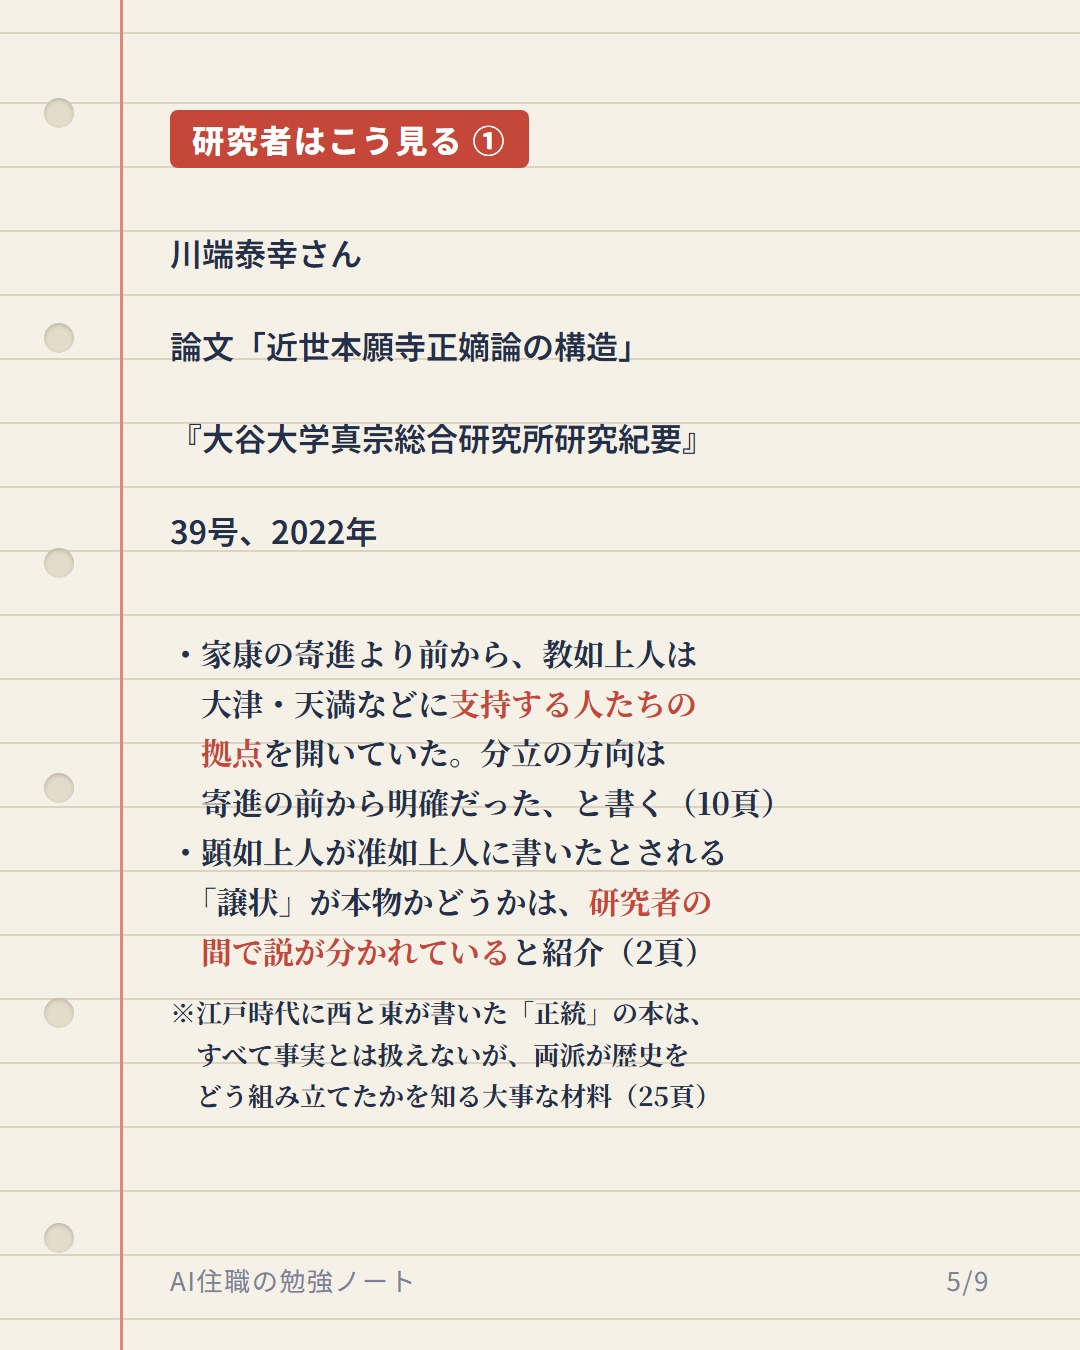 研究者はこう見る ①
川端泰幸さん
論文「近世本願寺正嫡論の構造」
『大谷大学真宗総合研究所研究紀要』
39号、2022年
・家康の寄進より前から、教如上人は
大津・天満などに支持する人たちの
拠点を開いていた。分立の方向は
寄進の前から明確だった、と書く（10頁）
・顕如上人が准如上人に書いたとされる
「譲状」が本物かどうかは、研究者の
間で説が分かれていると紹介（2頁）
※江戸時代に西と東が書いた「正統」の本は、
すべて事実とは扱えないが、両派が歴史を
どう組み立てたかを知る大事な材料（25頁）
AI住職の勉強ノート
5/9